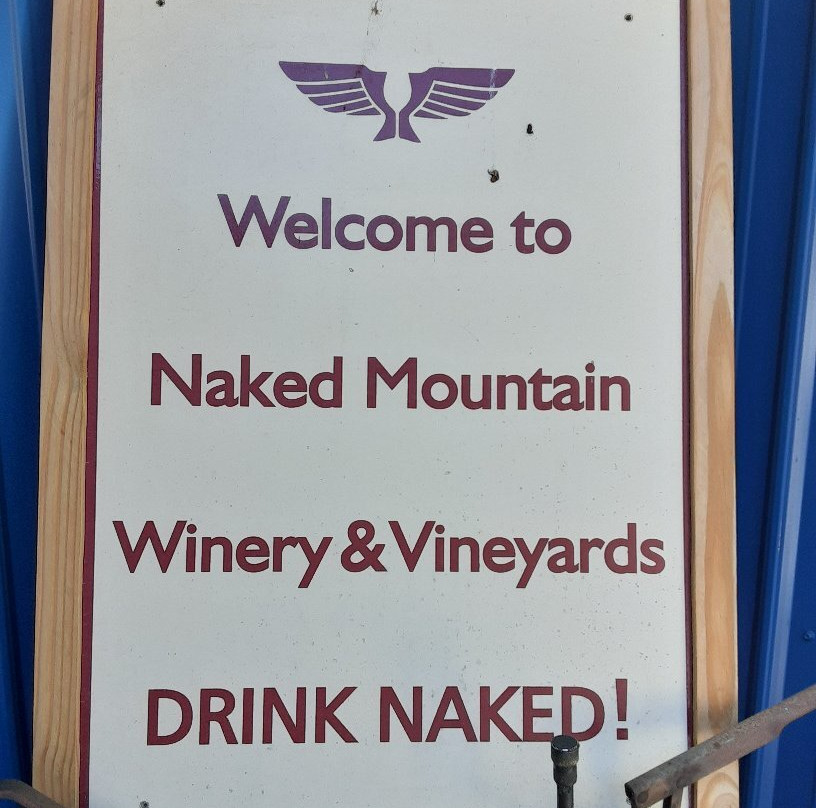 Welcome to
Naked Mountain
Winery & Vineyards
DRINK NAKED!